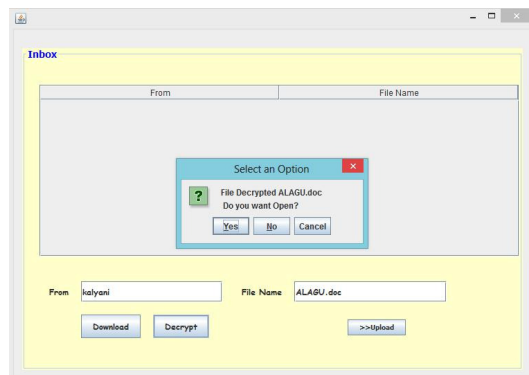 Inbox
From File Name
Select an Option
File Decrypted ALAGU.doc
Do you want Open?
Yes No Cancel
From kalyani File Name ALAGU.doc
Download Decrypt >>Upload